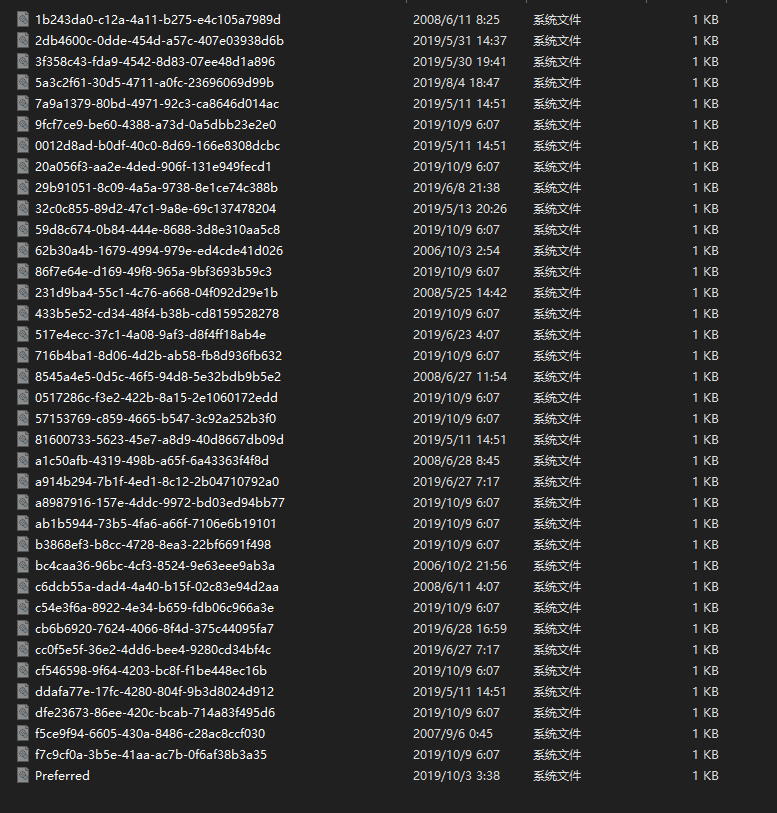 1b243da0-c12a-4a11-b275-e4c105a7989d 2008/6/11 8:25 系统文件 1 KB
2db4600c-0dde-454d-a57c-407e03938d6b 2019/5/31 14:37 系统文件 1 KB
3f358c43-fda9-4542-8d83-07ee48d1a896 2019/5/30 19:41 系统文件 1 KB
5a3c2f61-30d5-4711-a0fc-23696069d99b 2019/8/4 18:47 系统文件 1 KB
7a9a1379-80bd-4971-92c3-ca8646d014ac 2019/5/11 14:51 系统文件 1 KB
9fcf7ce9-be60-4388-a73d-0a5dbb23e2e0 2019/10/9 6:07 系统文件 1 KB
0012d8ad-b0df-40c0-8d69-166e8308dcbc 2019/5/11 14:51 系统文件 1 KB
20a056f3-aa2e-4ded-906f-131e949fecd1 2019/10/9 6:07 系统文件 1 KB
29b91051-8c09-4a5a-9738-8e1ce74c388b 2019/6/8 21:38 系统文件 1 KB
32c0c855-89d2-47c1-9a8e-69c137478204 2019/5/13 20:26 系统文件 1 KB
59d8c674-0b84-444e-8688-3d8e310aa5c8 2019/10/9 6:07 系统文件 1 KB
62b30a4b-1679-4994-979e-ed4cde41d026 2006/10/3 2:54 系统文件 1 KB
86f7e64e-d169-49f8-965a-9bf3693b59c3 2019/10/9 6:07 系统文件 1 KB
231d9ba4-55c1-4c76-a668-04f092d29e1b 2008/5/25 14:42 系统文件 1 KB
433b5e52-cd34-48f4-b38b-cd8159528278 2019/10/9 6:07 系统文件 1 KB
517e4ecc-37c1-4a08-9af3-d8f4ff18ab4e 2019/6/23 4:07 系统文件 1 KB
716b4ba1-8d06-4d2b-ab58-fb8d936fb632 2019/10/9 6:07 系统文件 1 KB
8545a4e5-0d5c-46f5-94d8-5e32bdb9b5e2 2008/6/27 11:54 系统文件 1 KB
0517286c-f3e2-422b-8a15-2e1060172edd 2019/10/9 6:07 系统文件 1 KB
57153769-c859-4665-b547-3c92a252b3f0 2019/10/9 6:07 系统文件 1 KB
81600733-5623-45e7-a8d9-40d8667db09d 2019/5/11 14:51 系统文件 1 KB
a1c50afb-4319-498b-a65f-6a43363f4f8d 2008/6/28 8:45 系统文件 1 KB
a914b294-7b1f-4ed1-8c12-2b04710792a0 2019/6/27 7:17 系统文件 1 KB
a8987916-157e-4ddc-9972-bd03ed94bb77 2019/10/9 6:07 系统文件 1 KB
ab1b5944-73b5-4fa6-a66f-7106e6b19101 2019/10/9 6:07 系统文件 1 KB
b3868ef3-b8cc-4728-8ea3-22bf6691f498 2019/10/9 6:07 系统文件 1 KB
bc4caa36-96bc-4cf3-8524-9e63eee9ab3a 2006/10/2 21:56 系统文件 1 KB
c6dcb55a-dad4-4a40-b15f-02c83e94d2aa 2008/6/11 4:07 系统文件 1 KB
c54e3f6a-8922-4e34-b659-fdb06c966a3e 2019/10/9 6:07 系统文件 1 KB
cb6b6920-7624-4066-8f4d-375c44095fa7 2019/6/28 16:59 系统文件 1 KB
cc0f5e5f-36e2-4dd6-bee4-9280cd34bf4c 2019/6/27 7:17 系统文件 1 KB
cf546598-9f64-4203-bc8f-f1be448ec16b 2019/10/9 6:07 系统文件 1 KB
ddafa77e-17fc-4280-804f-9b3d8024d912 2019/5/11 14:51 系统文件 1 KB
dfe23673-86ee-420c-bcab-714a83f495d6 2019/10/9 6:07 系统文件 1 KB
f5ce9f94-6605-430a-8486-c28ac8ccf030 2007/9/6 0:45 系统文件 1 KB
f7c9cf0a-3b5e-41aa-ac7b-0f6af38b3a35 2019/10/9 6:07 系统文件 1 KB
Preferred 2019/10/3 3:38 系统文件 1 KB